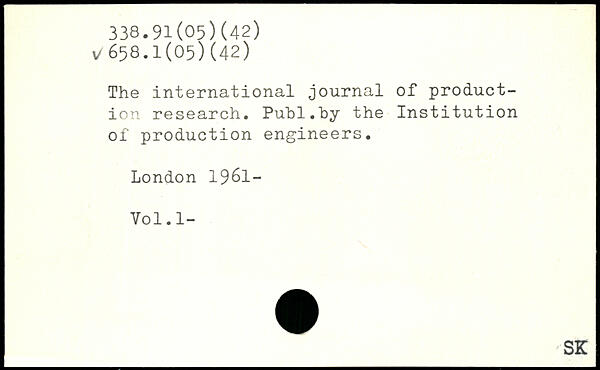 338.91(05)(42)
√658.1(05)(42)
The international journal of product-
ion research. Publ.by the Institution
of production engineers.
London 1961-
Vol.1-
SK